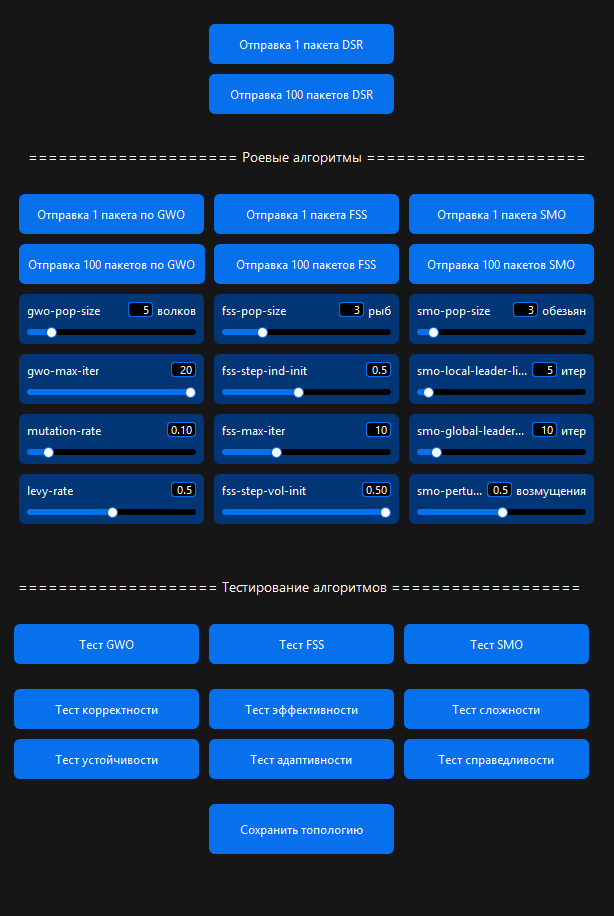 Отправка 1 пакета DSR
Отправка 100 пакетов DSR
===================== Роевые алгоритмы ======================
Отправка 1 пакета по GWO Отправка 1 пакета FSS Отправка 1 пакета SMO
Отправка 100 пакетов по GWO Отправка 100 пакетов FSS Отправка 100 пакетов SMO
gwo-pop-size 5 волков fss-pop-size 3 рыб smo-pop-size 3 обезьян
gwo-max-iter 20 fss-step-ind-init 0.5 smo-local-leader-li... 5 итер
mutation-rate 0.10 fss-max-iter 10 smo-global-leader... 10 итер
levy-rate 0.5 fss-step-vol-init 0.50 smo-pertu... 0.5 возмущения
==================== Тестирование алгоритмов ===================
Тест GWO Тест FSS Тест SMO
Тест корректности Тест эффективности Тест сложности
Тест устойчивости Тест адаптивности Тест справедливости
Сохранить топологию